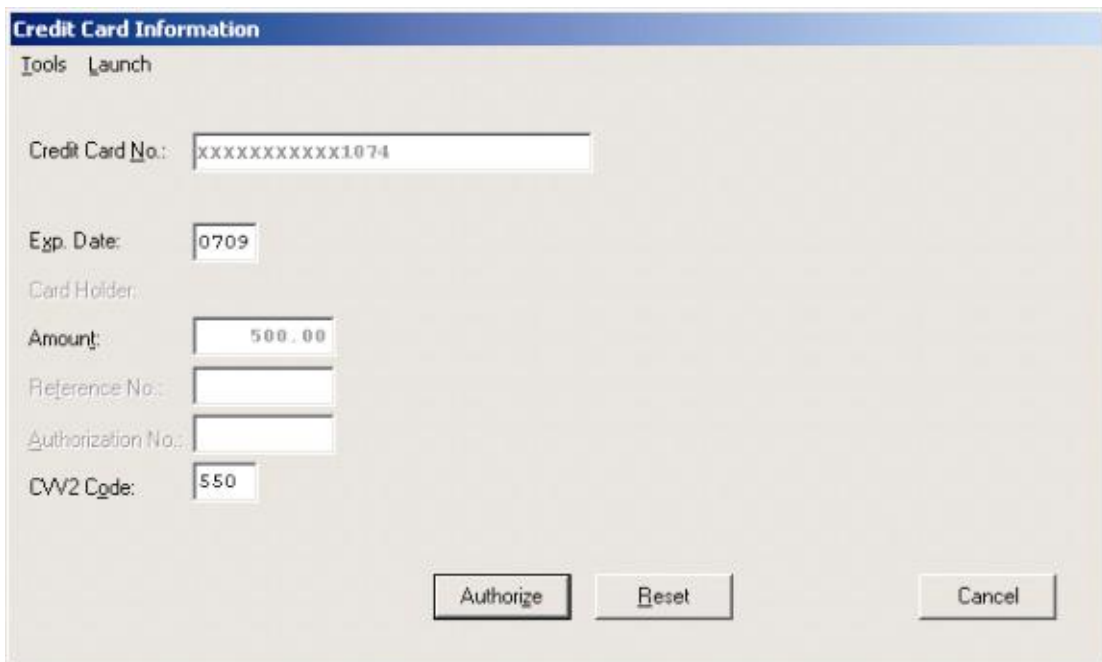 Credit Card Information
Tools Launch
Credit Card No.: xxxxxxxxxxx1074
Exp. Date: 0709
Card Holder:
Amount: 500.00
Reference No.:
Authorization No.:
CVV2 Code: 550
Authorize Reset Cancel